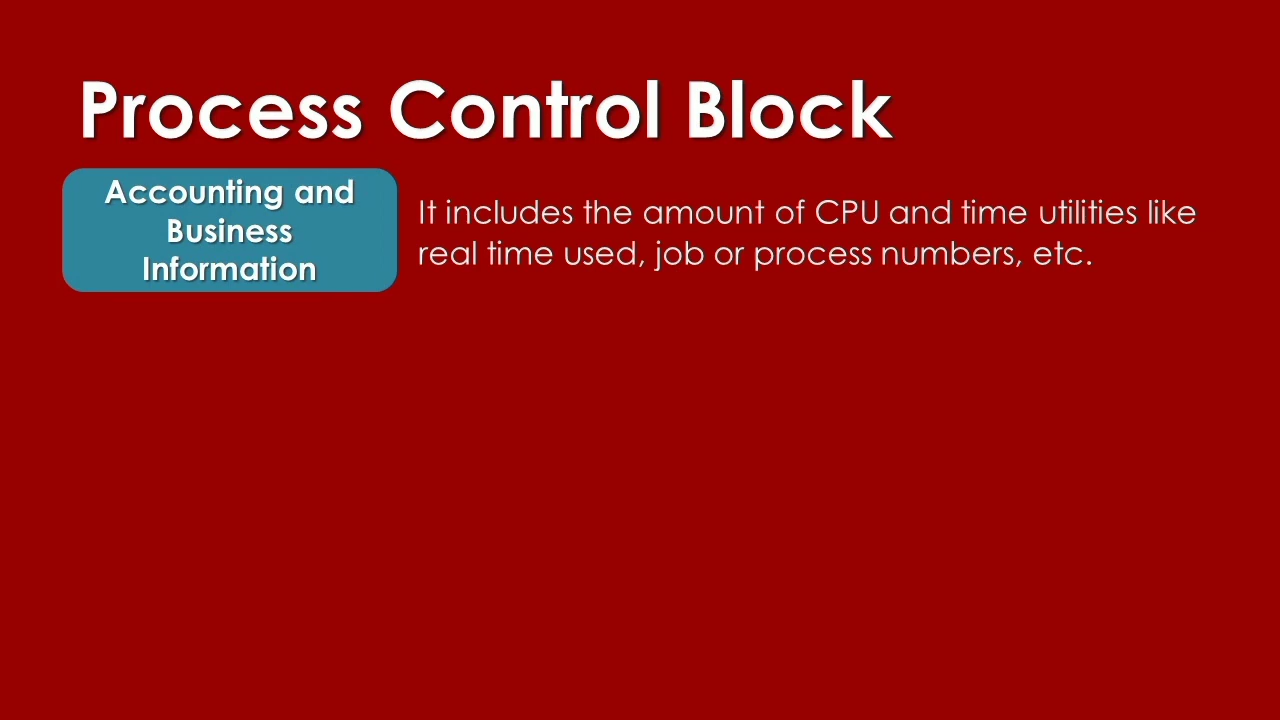 Process Control Block
Accounting and
Business
Information
It includes the amount of CPU and time utilities like
real time used, job or process numbers, etc.